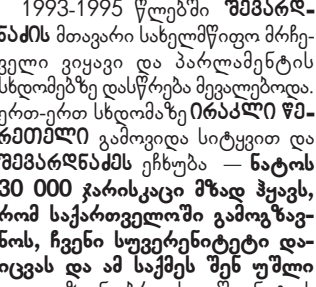 1993-1995 წლებში შევარდ-
ნაძის მთავარი სახელმწიფო მრჩე-
ველი ვიყავი და პარლამენტის
სხდომებზე დასწრება მევალებოდა.
ერთ-ერთ სხდომაზე ირაკლი წე-
რეთელი გამოვიდა სიტყვით და
შევარდნაძეს ეჩხუბა — ნატოს
30 000 ჯარისკაცი მზად ჰყავს,
რომ საქართველოში გამოგზავ-
ნოს, ჩვენი სუვერენიტეტი და-
იცვას და ამ საქმეს შენ უშლი